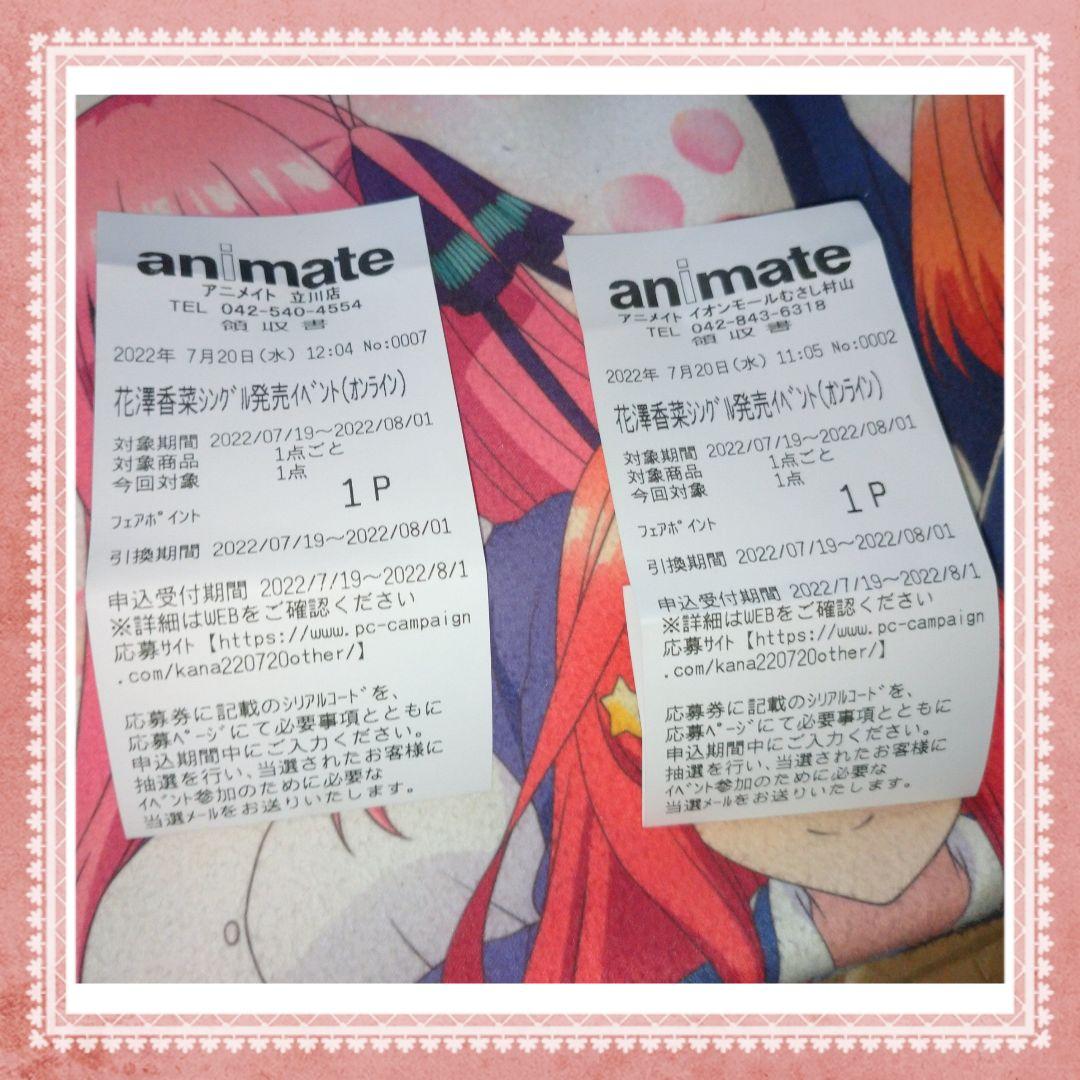 animate
アニメイト 立川店
TEL 042-540-4554
領収書
2022年 7月20日(水) 12:04 No:0007
花澤香菜シングル発売イベント(オンライン)
対象期間 2022/07/19～2022/08/01
対象商品 1点ごと
今回対象 1点
1P
フェアポイント
引換期間 2022/07/19～2022/08/01
申込受付期間 2022/7/19～2022/8/1
※詳細はWEBをご確認ください
応募サイト【https://www.pc-campaign
.com/kana220720other/】
応募券に記載のシリアルコードを、
応募ページにて必要事項とともに
申込期間中にご入力ください。
抽選を行い、当選されたお客様に
イベント参加のために必要な
当選メールをお送りいたします。
animate
アニメイト イオンモールむさし村山
TEL 042-843-6318
領収書
2022年 7月20日(水) 11:05 No:0002
花澤香菜シングル発売イベント(オンライン)
対象期間 2022/07/19～2022/08/01
対象商品 1点ごと
今回対象 1点
1P
フェアポイント
引換期間 2022/07/19～2022/08/01
申込受付期間 2022/7/19～2022/8/1
※詳細はWEBをご確認ください
応募サイト【https://www.pc-campaign
.com/kana220720other/】
応募券に記載のシリアルコードを、
応募ページにて必要事項とともに
申込期間中にご入力ください。
抽選を行い、当選されたお客様に
イベント参加のために必要な
当選メールをお送りいたします。